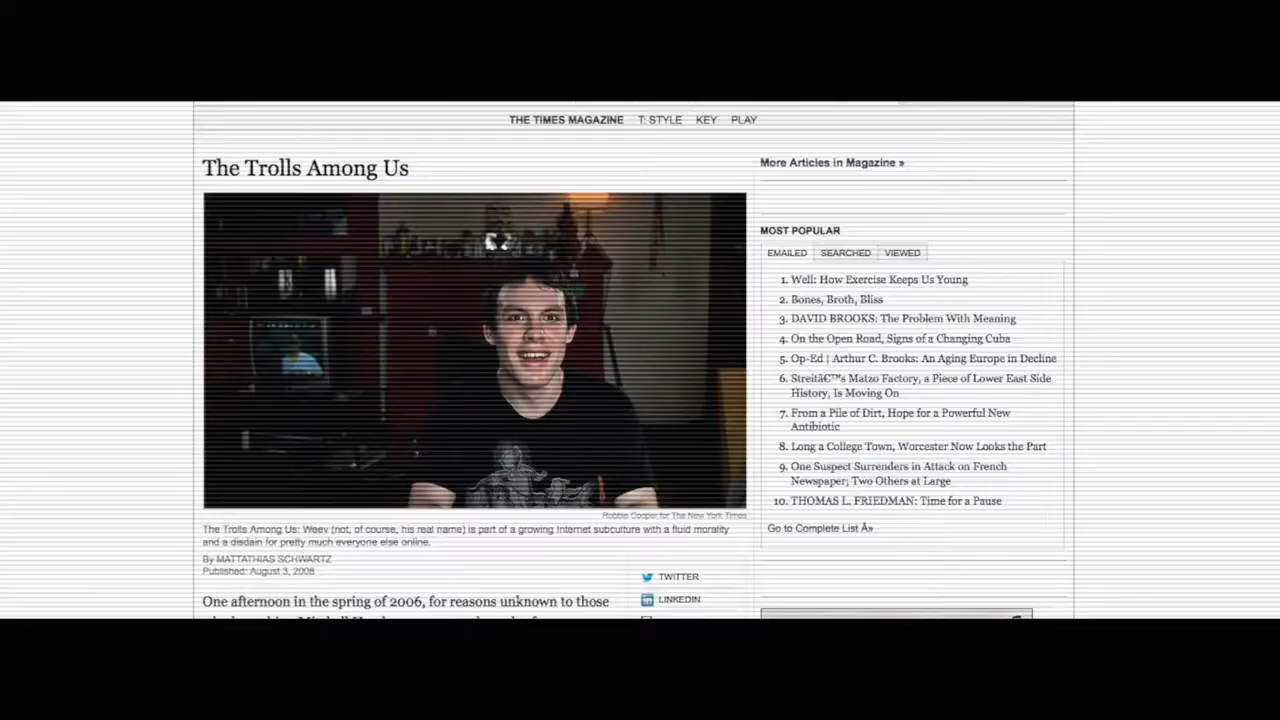 THE TIMES MAGAZINE T: STYLE KEY PLAY
The Trolls Among Us
Robbie Cooper for The New York Times
The Trolls Among Us: Weev (not, of course, his real name) is part of a growing Internet subculture with a fluid morality
and a disdain for pretty much everyone else online.
By MATTATHIAS SCHWARTZ
Published: August 3, 2008
One afternoon in the spring of 2006, for reasons unknown to those
TWITTER
LINKEDIN
More Articles in Magazine »
MOST POPULAR
EMAILED SEARCHED VIEWED
1. Well: How Exercise Keeps Us Young
2. Bones, Broth, Bliss
3. DAVID BROOKS: The Problem With Meaning
4. On the Open Road, Signs of a Changing Cuba
5. Op-Ed | Arthur C. Brooks: An Aging Europe in Decline
6. Streitâ€™s Matzo Factory, a Piece of Lower East Side
History, Is Moving On
7. From a Pile of Dirt, Hope for a Powerful New
Antibiotic
8. Long a College Town, Worcester Now Looks the Part
9. One Suspect Surrenders in Attack on French
Newspaper; Two Others at Large
10. THOMAS L. FRIEDMAN: Time for a Pause
Go to Complete List Â»